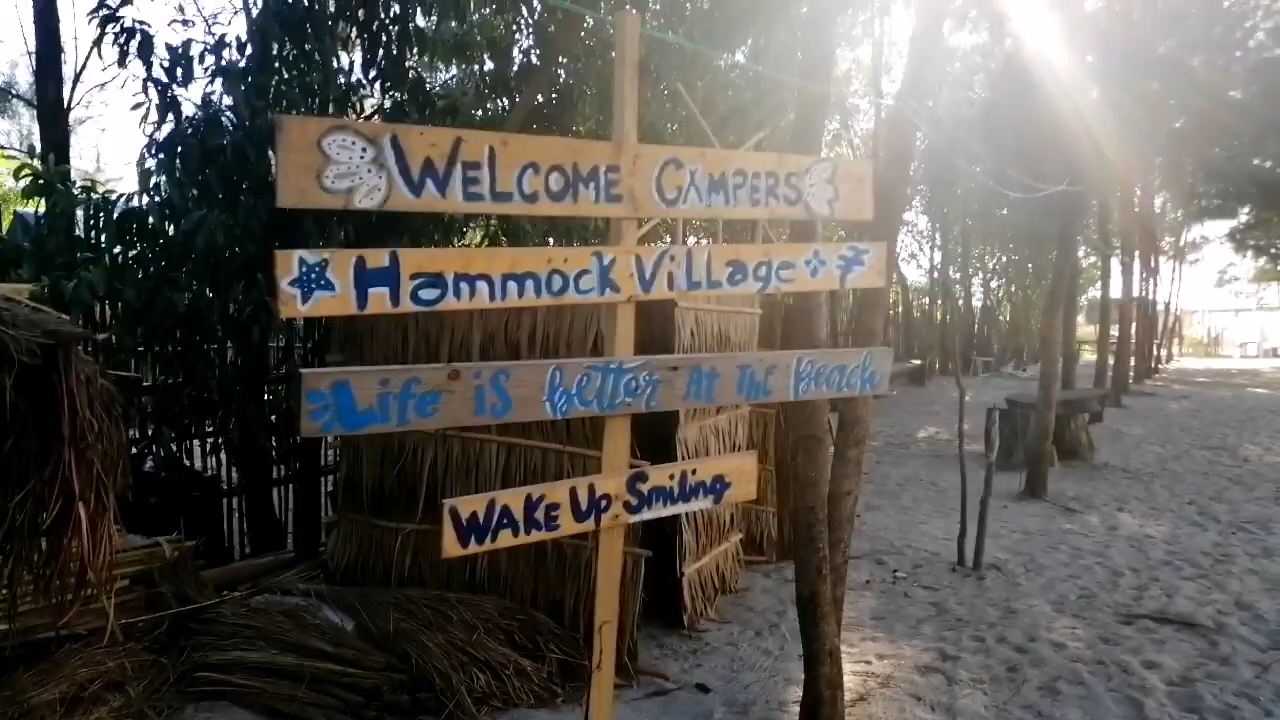 WELCOME CAMPERS
Hammock ViLLage
Life is better At The Beach
WAKe Up Smiling